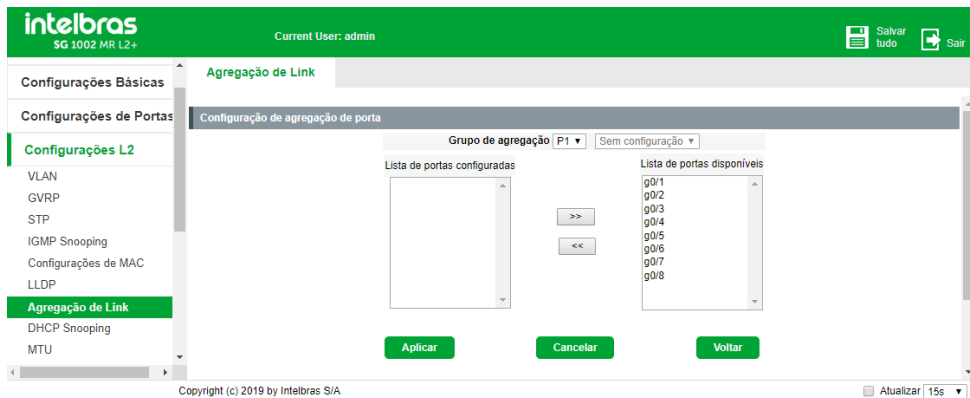 intelbras
SG 1002 MR L2+
Current User: admin
Salvar tudo
Sair
Configurações Básicas
Configurações de Portas
Configurações L2
VLAN
GVRP
STP
IGMP Snooping
Configurações de MAC
LLDP
Agregação de Link
DHCP Snooping
MTU
Agregação de Link
Configuração de agregação de porta
Grupo de agregação P1 Sem configuração
Lista de portas configuradas
Lista de portas disponíveis
g0/1
g0/2
g0/3
g0/4
g0/5
g0/6
g0/7
g0/8
>>
<<
Aplicar
Cancelar
Voltar
Copyright (c) 2019 by Intelbras S/A
Atualizar 15s